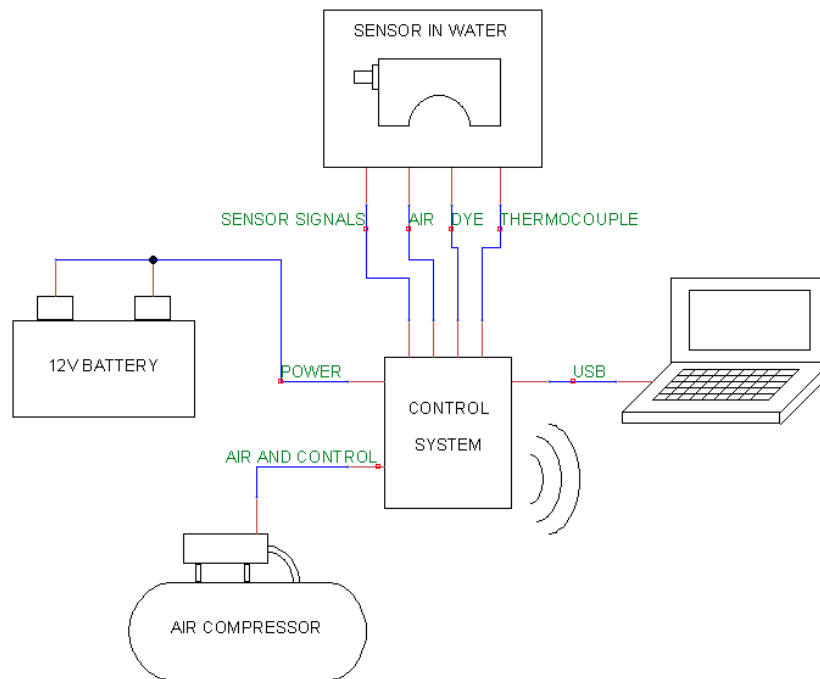 SENSOR IN WATER
SENSOR SIGNALS AIR DYE THERMOCOUPLE
12V BATTERY
POWER
USB
CONTROL
SYSTEM
AIR AND CONTROL
AIR COMPRESSOR